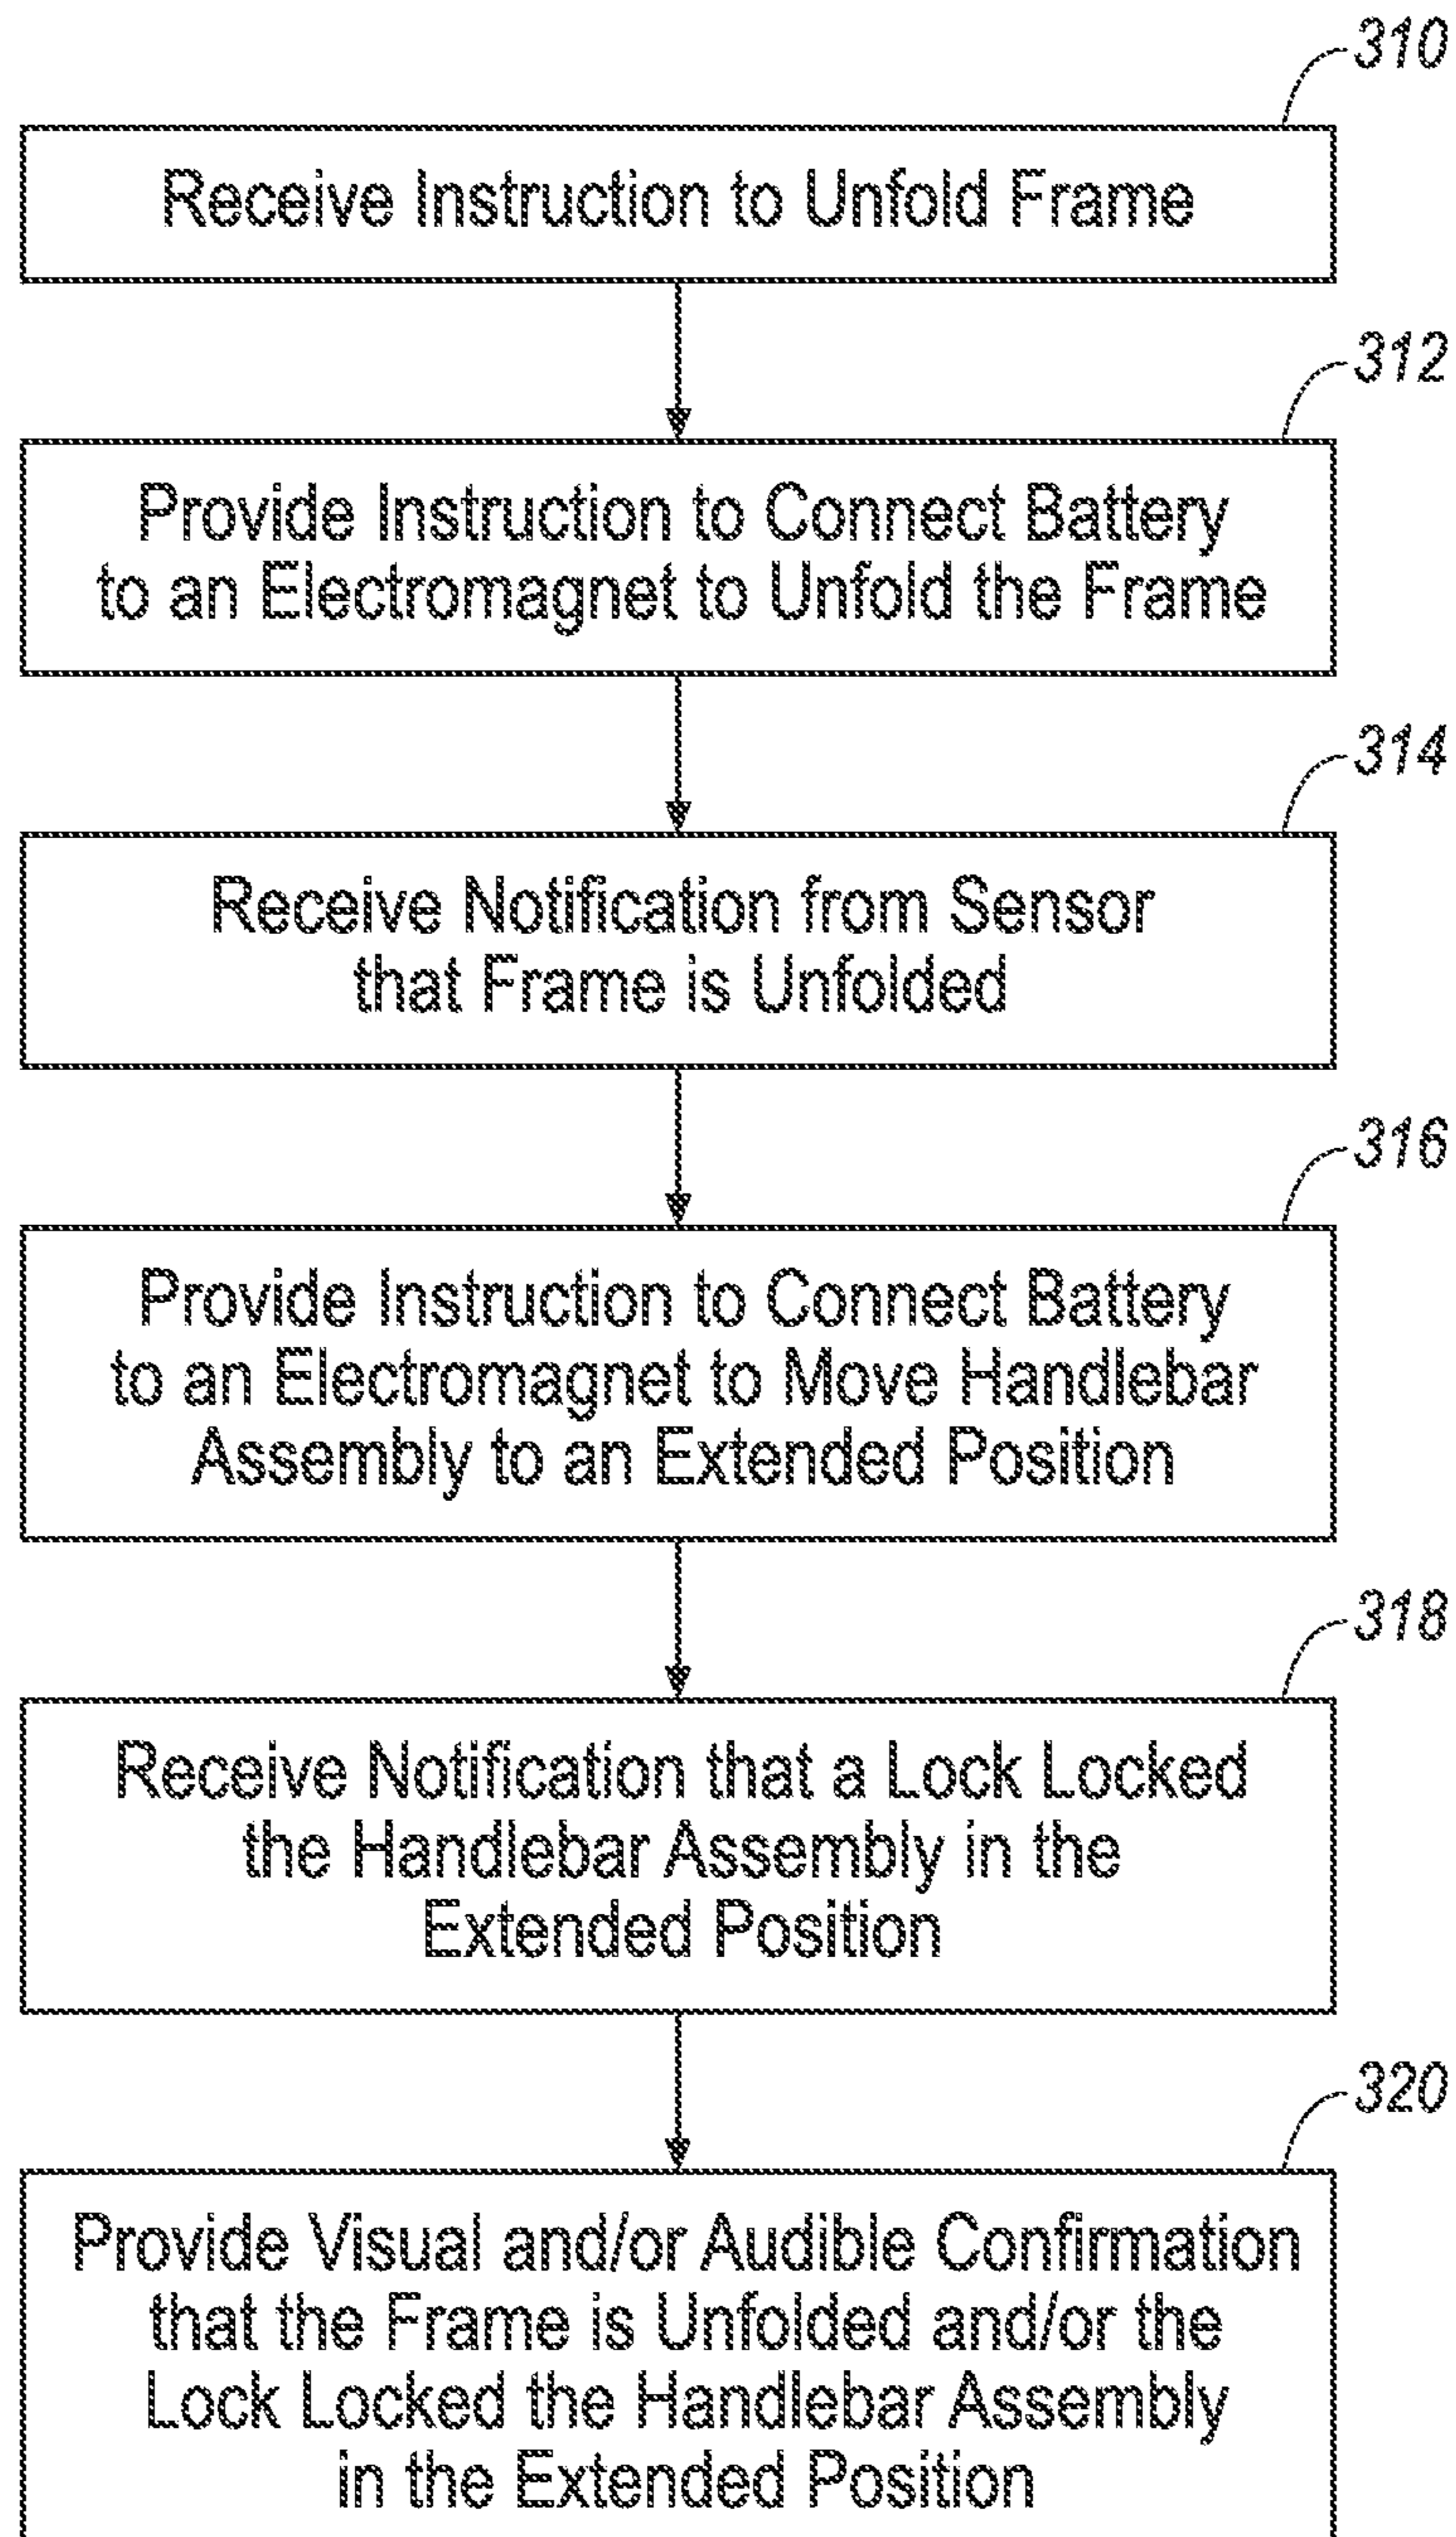 310
Receive Instruction to Unfold Frame
312
Provide Instruction to Connect Battery
to an Electromagnet to Unfold the Frame
314
Receive Notification from Sensor
that Frame is Unfolded
316
Provide Instruction to Connect Battery
to an Electromagnet to Move Handlebar
Assembly to an Extended Position
318
Receive Notification that a Lock Locked
the Handlebar Assembly in the
Extended Position
320
Provide Visual and/or Audible Confirmation
that the Frame is Unfolded and/or the
Lock Locked the Handlebar Assembly
in the Extended Position